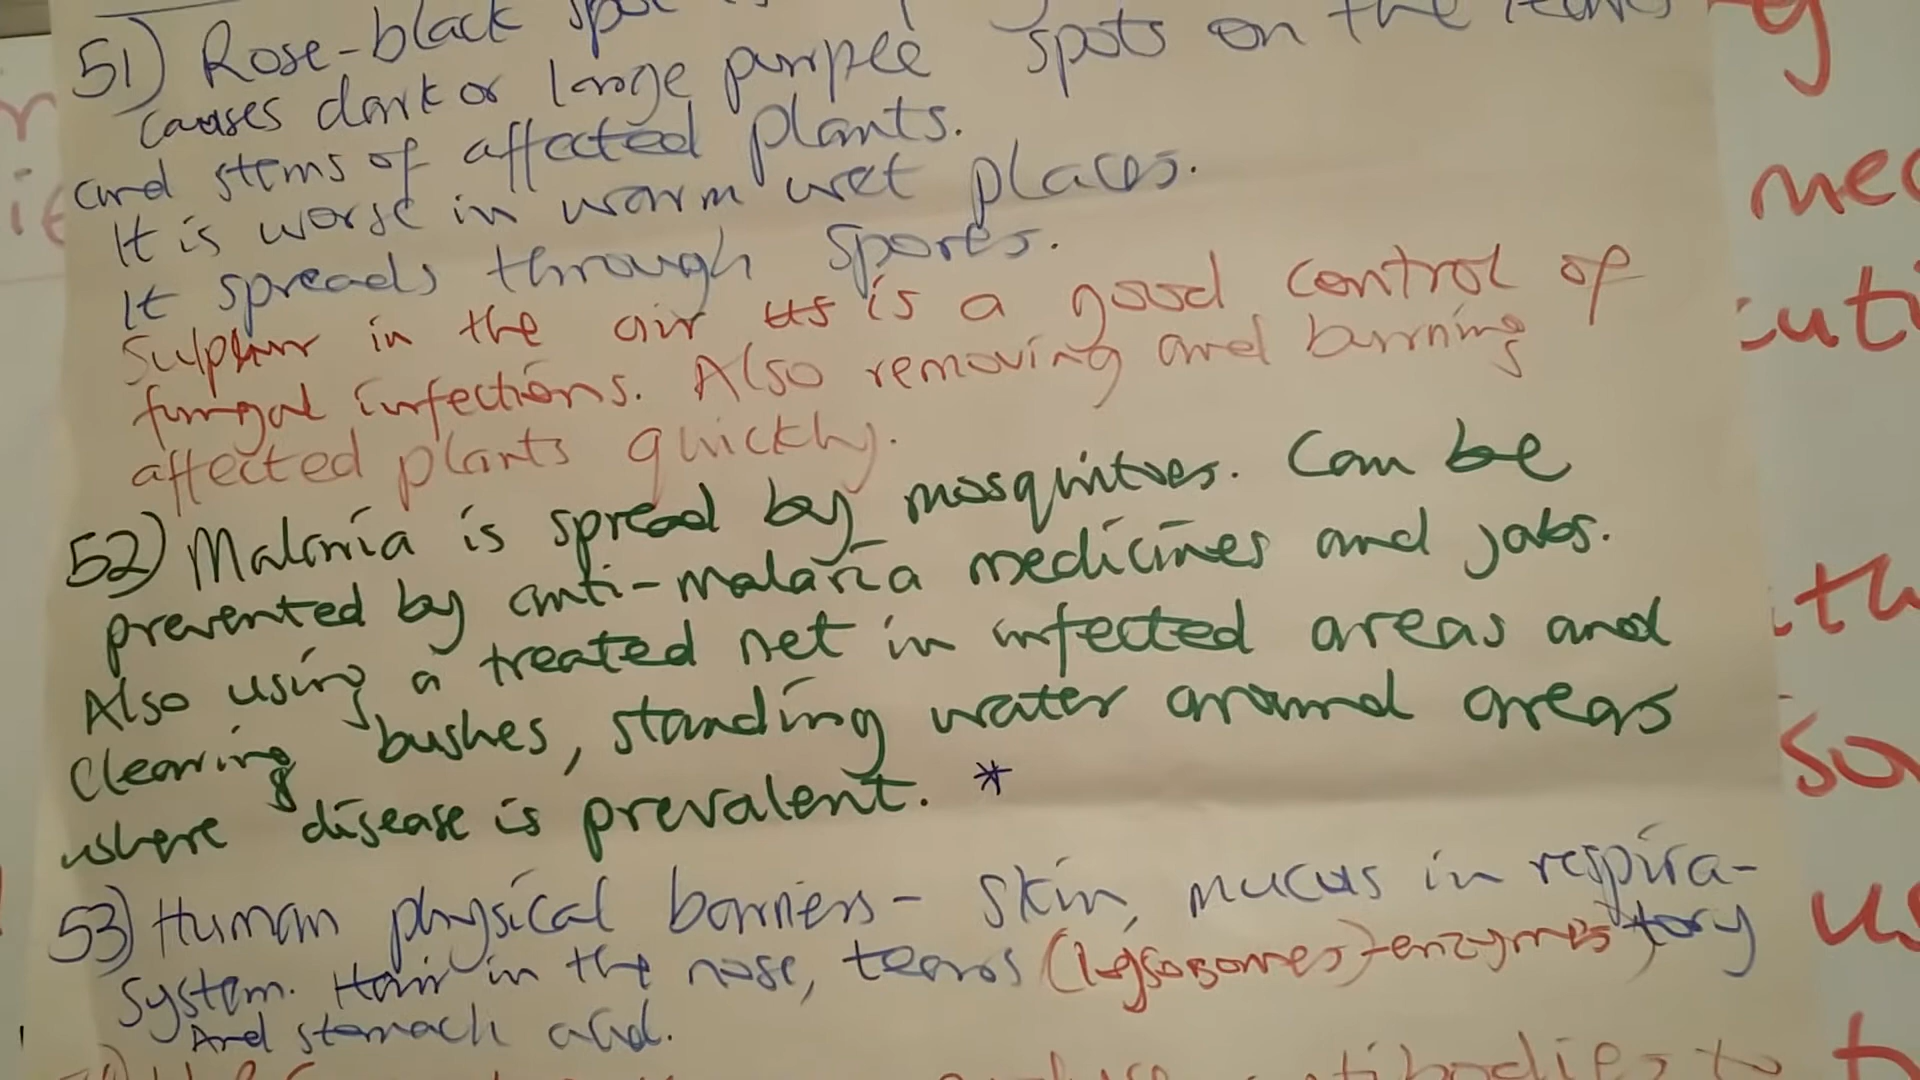 51) Rose-black spot
causes dark or large purple spots on the leaves
and stems of affected plants.
It is worse in warm wet places.
It spreads through spores.
Sulphur in the air is a good control of
fungal infections. Also removing and burning
affected plants quickly.
52) Malaria is spread by mosquitoes. Can be
prevented by anti-malaria medicines and jabs.
Also using a treated net in infected areas and
clearing bushes, standing water around areas
where disease is prevalent. *
53) Human physical barriers - Skin, mucus in respira-
tory
system. Hair in the nose, tears (lysosomes)-enzymes
And stomach acid.
antibodies to